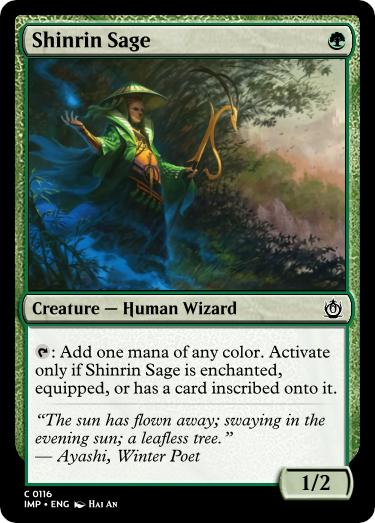 Shinrin Sage
Creature — Human Wizard
: Add one mana of any color. Activate
only if Shinrin Sage is enchanted,
equipped, or has a card inscribed onto it.
“The sun has flown away; swaying in the
evening sun; a leafless tree.”
— Ayashi, Winter Poet
1/2
C 0116
IMP • ENG Hai An